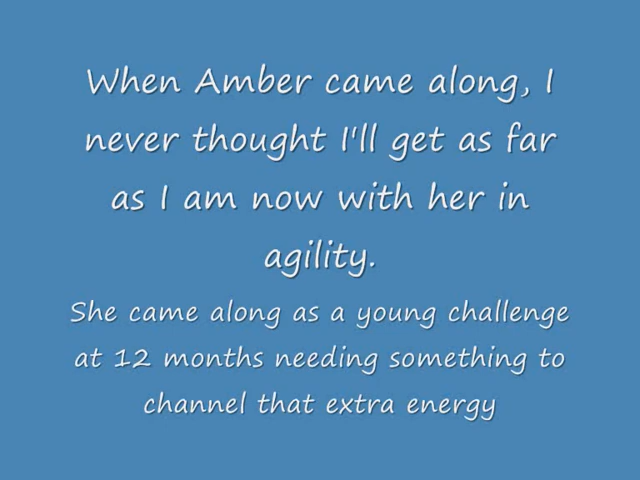 When Amber came along, I
never thought I'll get as far
as I am now with her in
agility.
She came along as a young challenge
at 12 months needing something to
channel that extra energy